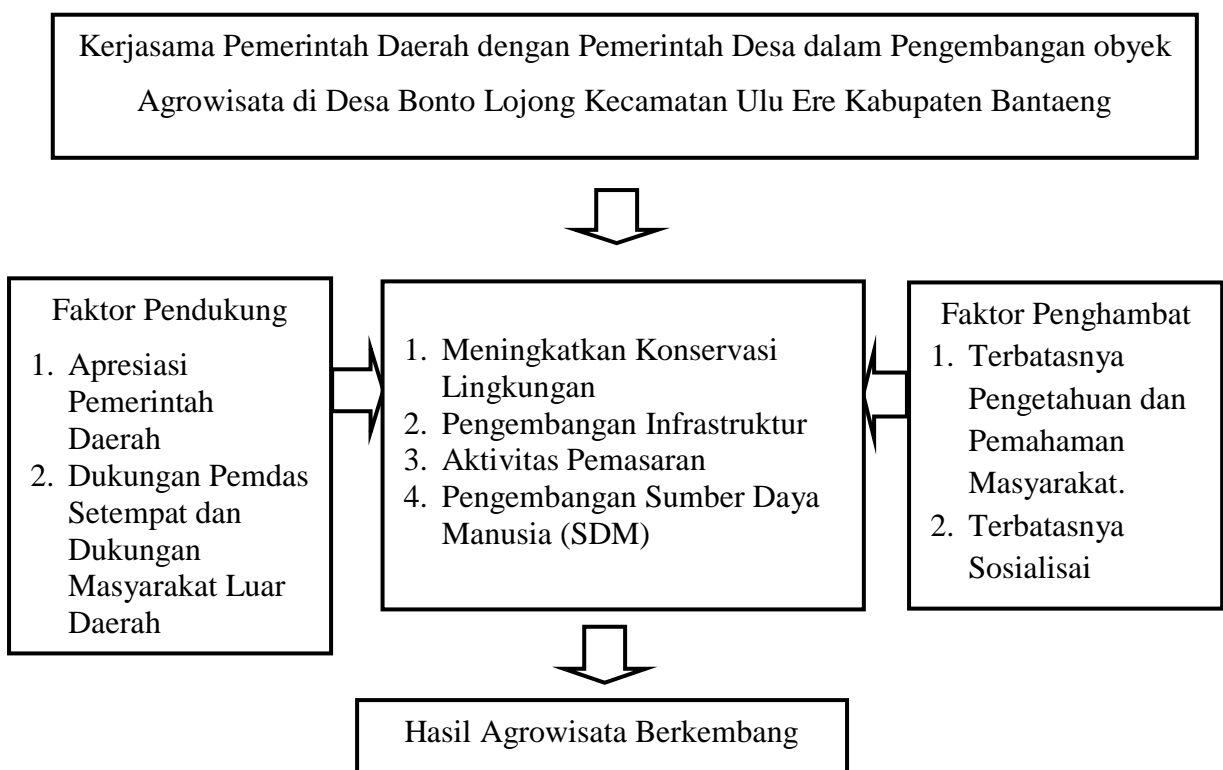 Kerjasama Pemerintah Daerah dengan Pemerintah Desa dalam Pengembangan obyek
Agrowisata di Desa Bonto Lojong Kecamatan Ulu Ere Kabupaten Bantaeng
Faktor Pendukung
1. Apresiasi
Pemerintah
Daerah
2. Dukungan Pemdas
Setempat dan
Dukungan
Masyarakat Luar
Daerah
1. Meningkatkan Konservasi
Lingkungan
2. Pengembangan Infrastruktur
3. Aktivitas Pemasaran
4. Pengembangan Sumber Daya
Manusia (SDM)
Faktor Penghambat
1. Terbatasnya
Pengetahuan dan
Pemahaman
Masyarakat.
2. Terbatasnya
Sosialisai
Hasil Agrowisata Berkembang